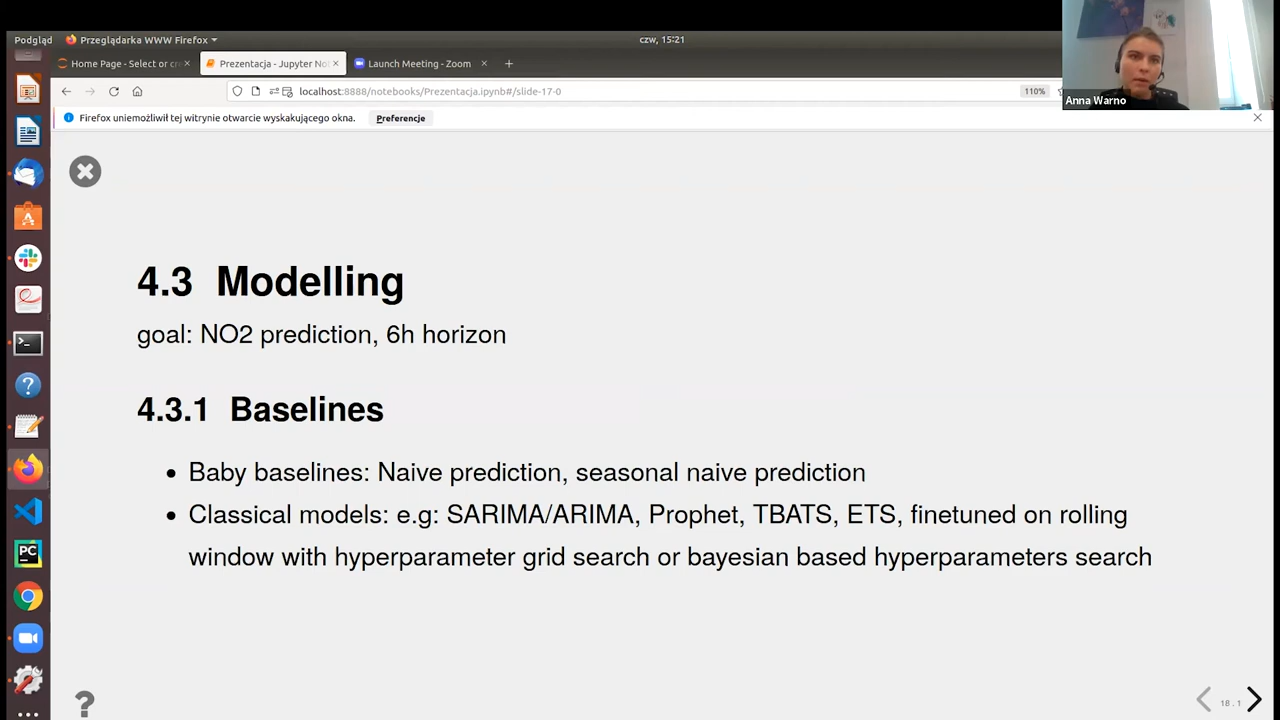 Podgląd
Przeglądarka WWW Firefox
czw, 15:21
Home Page - Select or cre
Prezentacja - Jupyter Not
Launch Meeting - Zoom
localhost:8888/notebooks/Prezentacja.ipynb#/slide-17-0
110%
Anna Warno
Firefox uniemożliwił tej witrynie otwarcie wyskakującego okna.
Preferencje
4.3 Modelling
goal: NO2 prediction, 6h horizon
4.3.1 Baselines
• Baby baselines: Naive prediction, seasonal naive prediction
• Classical models: e.g: SARIMA/ARIMA, Prophet, TBATS, ETS, finetuned on rolling
window with hyperparameter grid search or bayesian based hyperparameters search
18.1